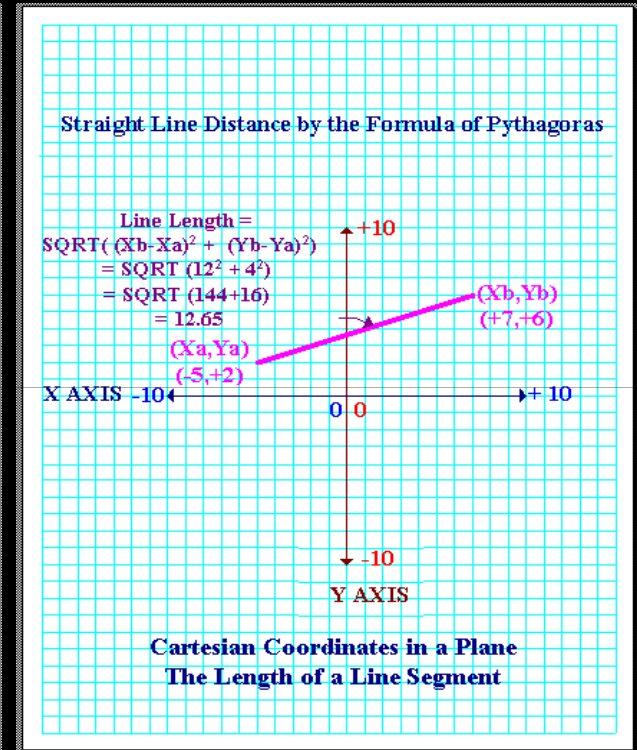 Straight Line Distance by the Formula of Pythagoras
Line Length =
SQRT( (Xb-Xa)² + (Yb-Ya)²)
= SQRT (12² + 4²)
= SQRT (144+16)
= 12.65
+10
(Xb,Yb)
(+7,+6)
(Xa,Ya)
(-5,+2)
X AXIS -10
+ 10
0 0
-10
Y AXIS
Cartesian Coordinates in a Plane
The Length of a Line Segment